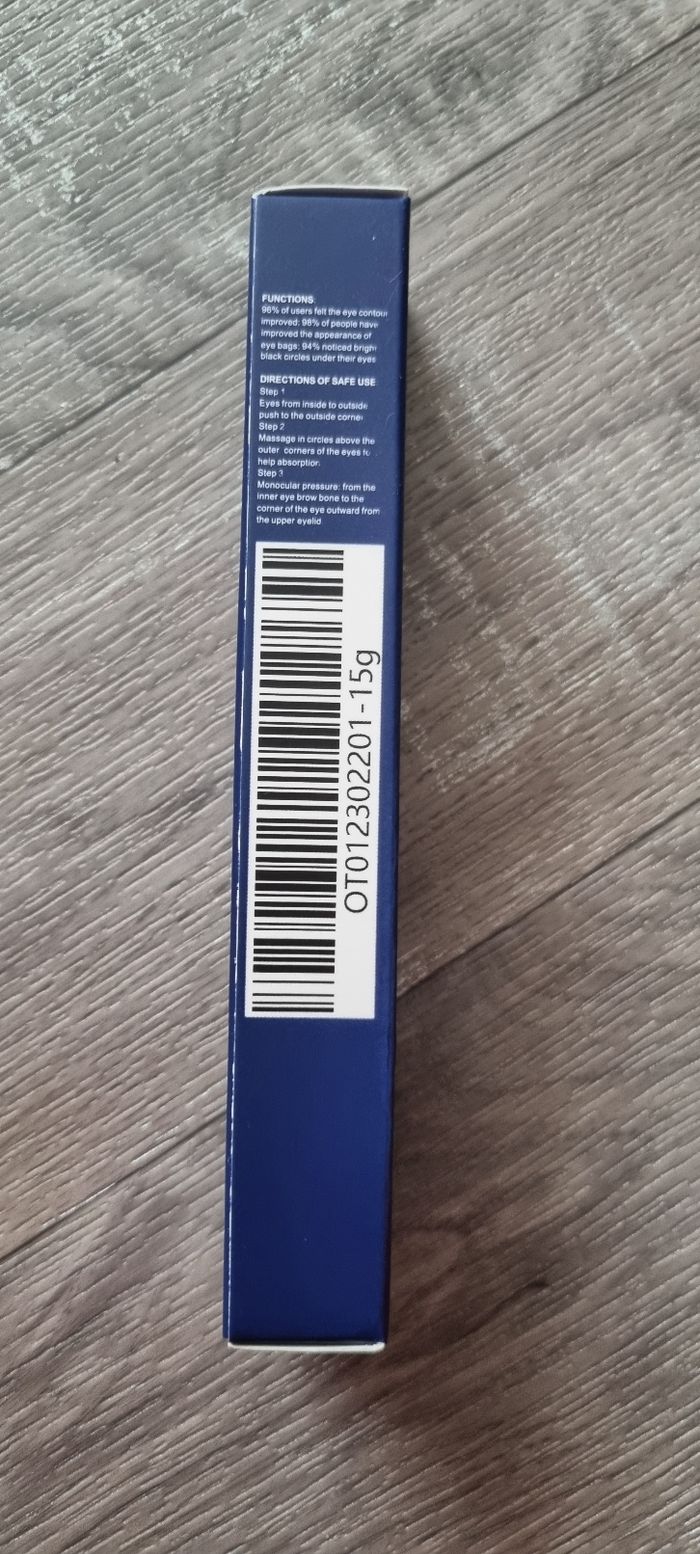 FUNCTIONS:
96% of users felt the eye contour
improved; 98% of people have
improved the appearance of
eye bags; 94% noticed bright
black circles under their eyes
DIRECTIONS OF SAFE USE
Step 1
Eyes from inside to outside
push to the outside corner
Step 2
Massage in circles above the
outer corners of the eyes to
help absorption.
Step 3
Monocular pressure: from the
inner eye brow bone to the
corner of the eye outward from
the upper eyelid
OT012302201-15g